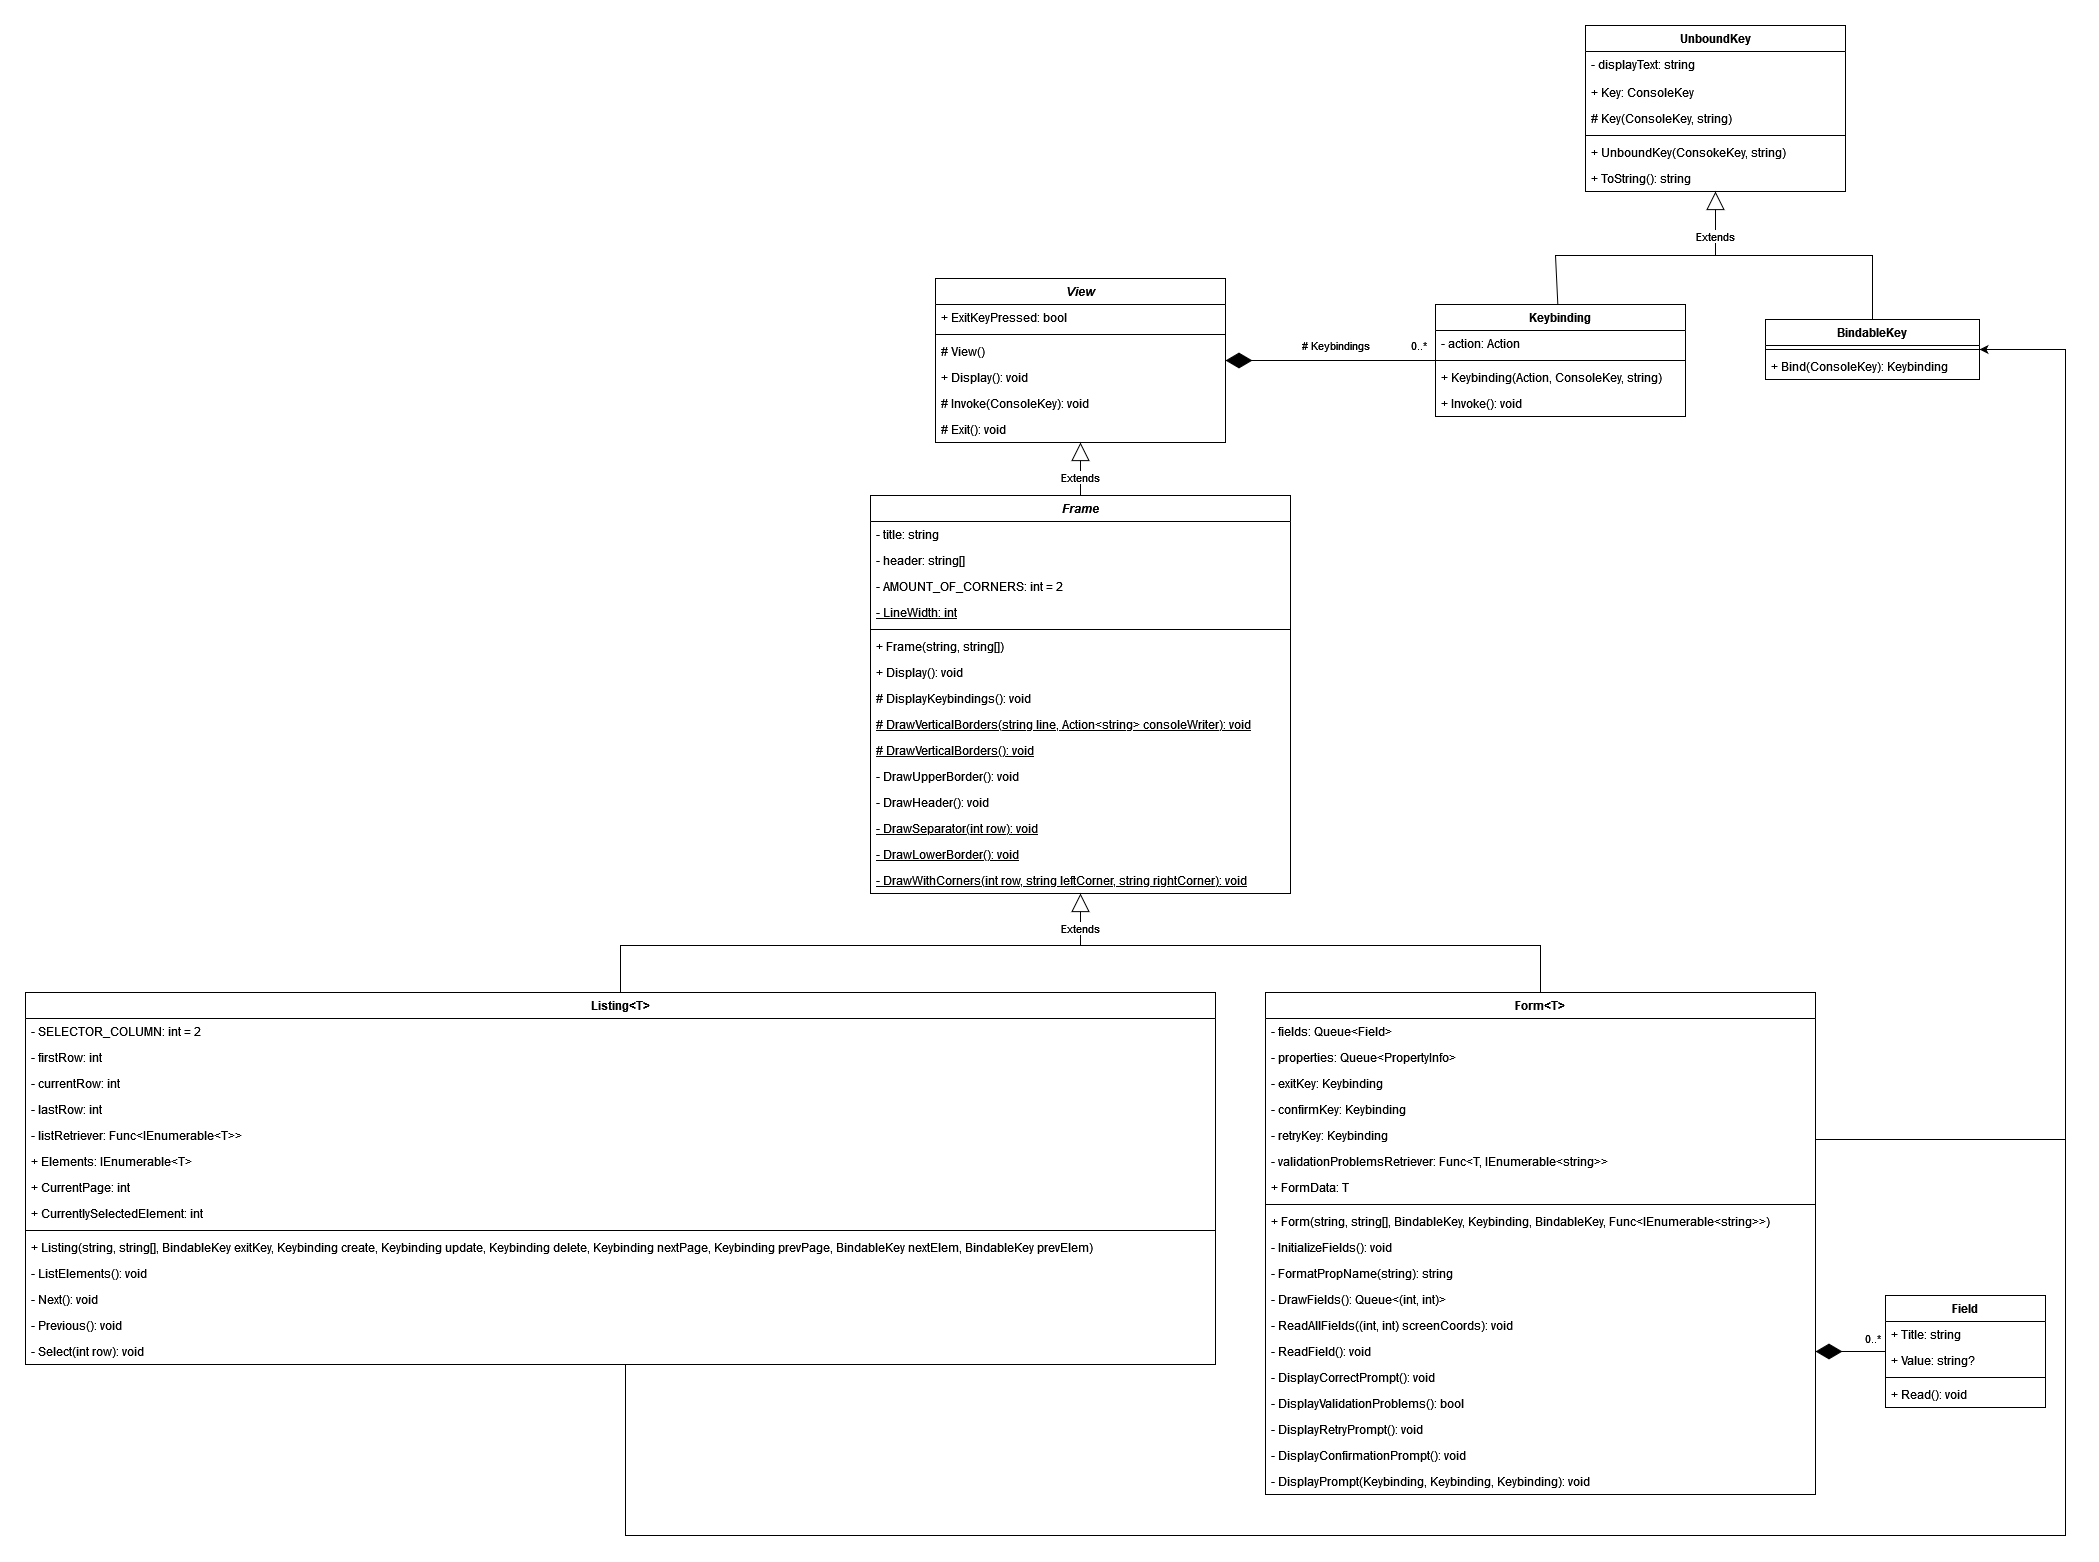 UnboundKey
- displayText: string
+ Key: ConsoleKey
# Key(ConsoleKey, string)
+ UnboundKey(ConsokeKey, string)
+ ToString(): string
Extends
View
+ ExitKeyPressed: bool
# View()
+ Display(): void
# Invoke(ConsoleKey): void
# Exit(): void
# Keybindings
0..*
Keybinding
- action: Action
+ Keybinding(Action, ConsoleKey, string)
+ Invoke(): void
BindableKey
+ Bind(ConsoleKey): Keybinding
Extends
Frame
- title: string
- header: string[]
- AMOUNT_OF_CORNERS: int = 2
- LineWidth: int
+ Frame(string, string[])
+ Display(): void
# DisplayKeybindings(): void
# DrawVerticalBorders(string line, Action<string> consoleWriter): void
# DrawVerticalBorders(): void
- DrawUpperBorder(): void
- DrawHeader(): void
- DrawSeparator(int row): void
- DrawLowerBorder(): void
- DrawWithCorners(int row, string leftCorner, string rightCorner): void
Extends
Listing<T>
- SELECTOR_COLUMN: int = 2
- firstRow: int
- currentRow: int
- lastRow: int
- listRetriever: Func<IEnumerable<T>>
+ Elements: IEnumerable<T>
+ CurrentPage: int
+ CurrentlySelectedElement: int
+ Listing(string, string[], BindableKey exitKey, Keybinding create, Keybinding update, Keybinding delete, Keybinding nextPage, Keybinding prevPage, BindableKey nextElem, BindableKey prevElem)
- ListElements(): void
- Next(): void
- Previous(): void
- Select(int row): void
Form<T>
- fields: Queue<Field>
- properties: Queue<PropertyInfo>
- exitKey: Keybinding
- confirmKey: Keybinding
- retryKey: Keybinding
- validationProblemsRetriever: Func<T, IEnumerable<string>>
+ FormData: T
+ Form(string, string[], BindableKey, Keybinding, BindableKey, Func<IEnumerable<string>>)
- InitializeFields(): void
- FormatPropName(string): string
- DrawFields(): Queue<(int, int)>
- ReadAllFields((int, int) screenCoords): void
- ReadField(): void
- DisplayCorrectPrompt(): void
- DisplayValidationProblems(): bool
- DisplayRetryPrompt(): void
- DisplayConfirmationPrompt(): void
- DisplayPrompt(Keybinding, Keybinding, Keybinding): void
0..*
Field
+ Title: string
+ Value: string?
+ Read(): void